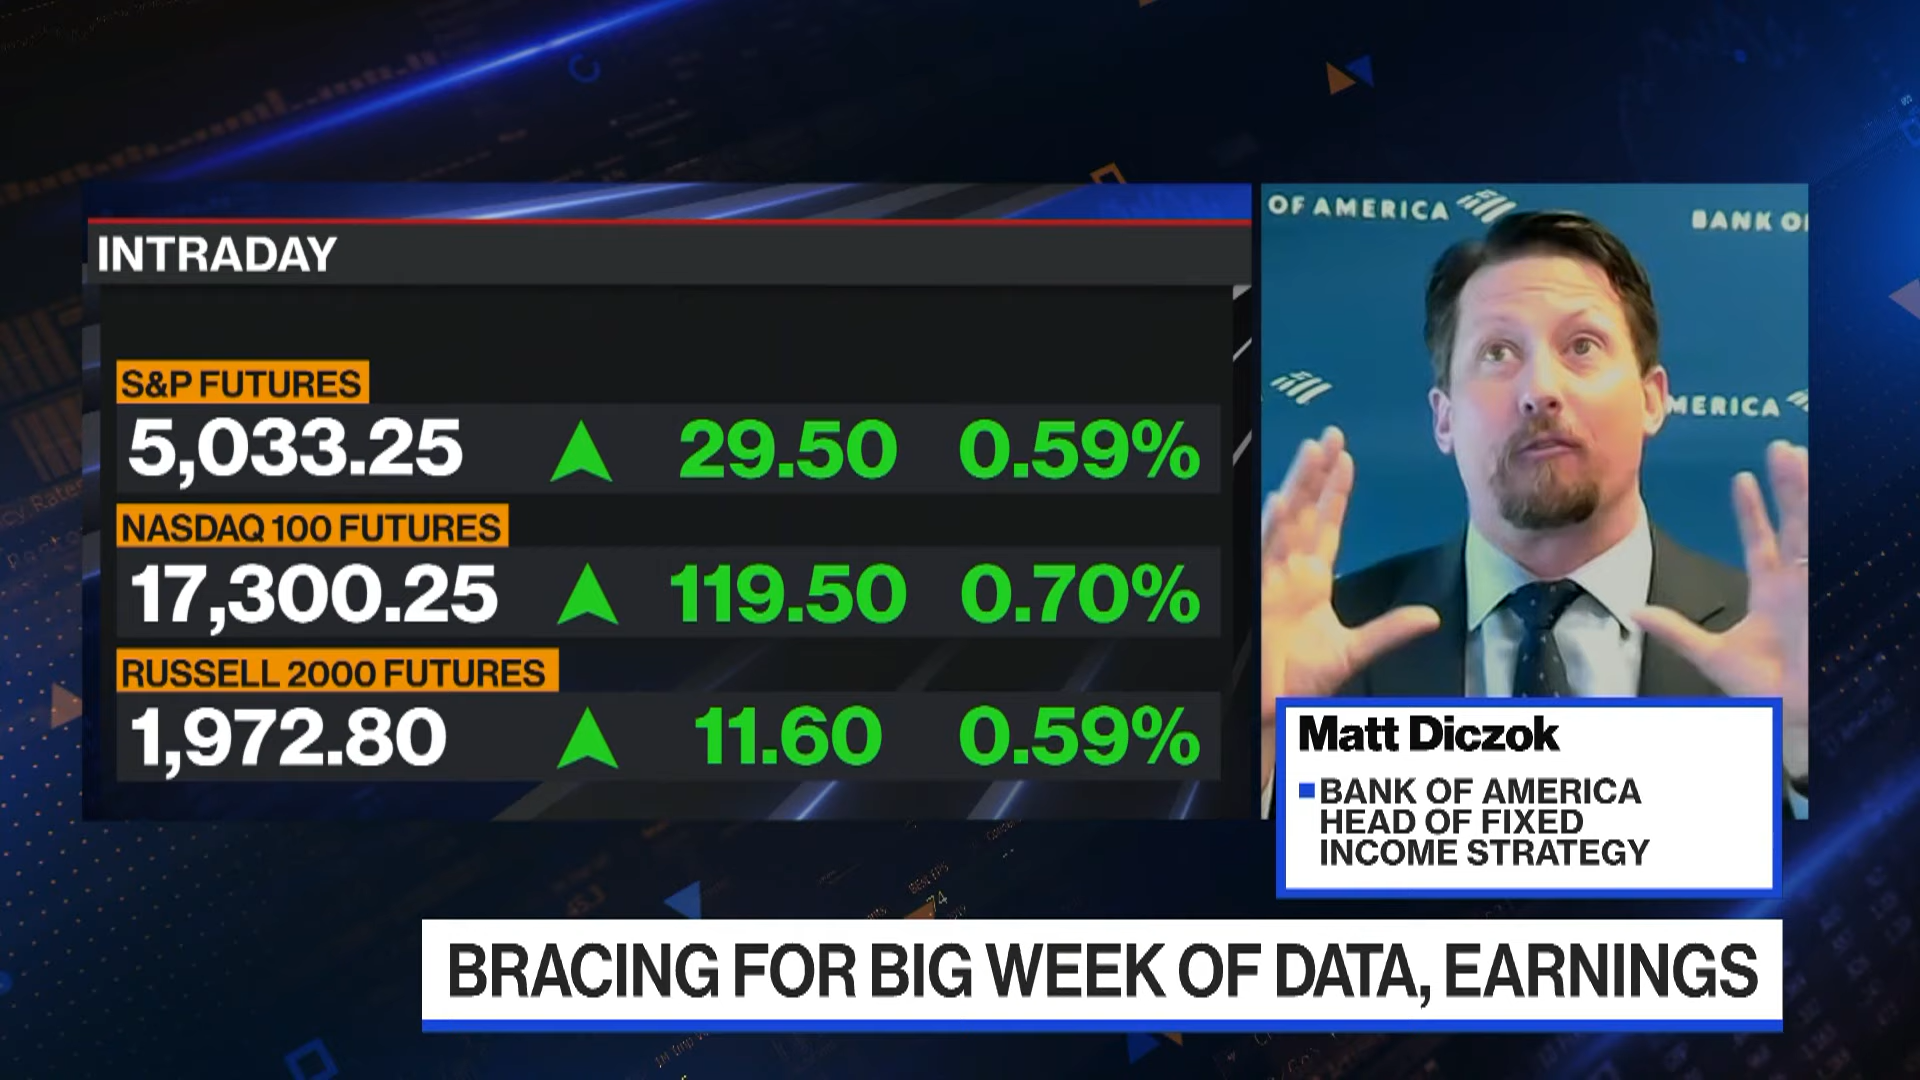 OF AMERICA
BANK O
INTRADAY
S&P FUTURES
5,033.25 ▲ 29.50 0.59%
MERICA
NASDAQ 100 FUTURES
17,300.25 ▲ 119.50 0.70%
RUSSELL 2000 FUTURES
1,972.80 ▲ 11.60 0.59%
Matt Diczok
BANK OF AMERICA
HEAD OF FIXED
INCOME STRATEGY
BRACING FOR BIG WEEK OF DATA, EARNINGS